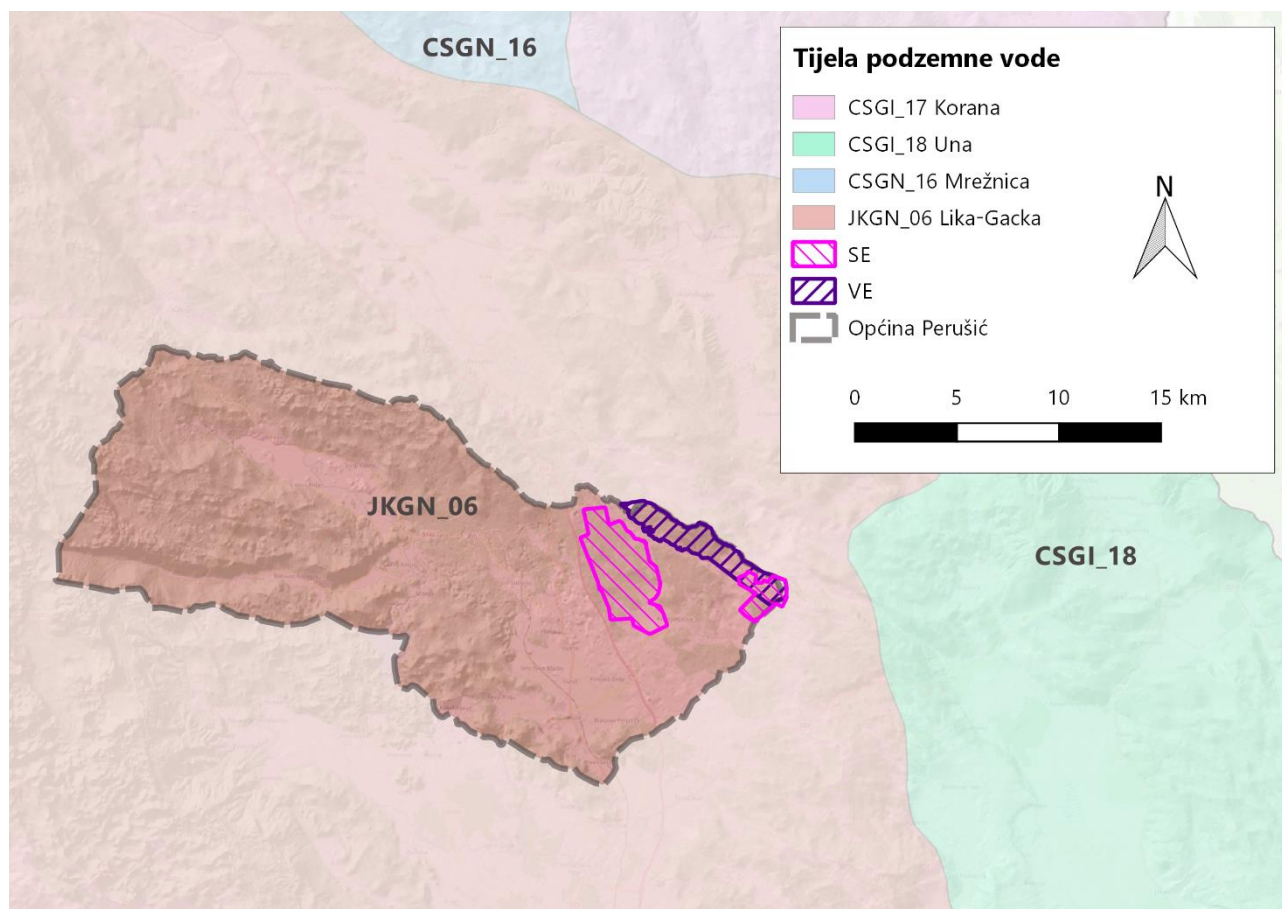 CSGN_16
Tijela podzemne vode
CSGI_17 Korana
CSGI_18 Una
CSGN_16 Mrežnica
JKGN_06 Lika-Gacka
SE
VE
Općina Perušić
N
0 5 10 15 km
JKGN_06
CSGI_18